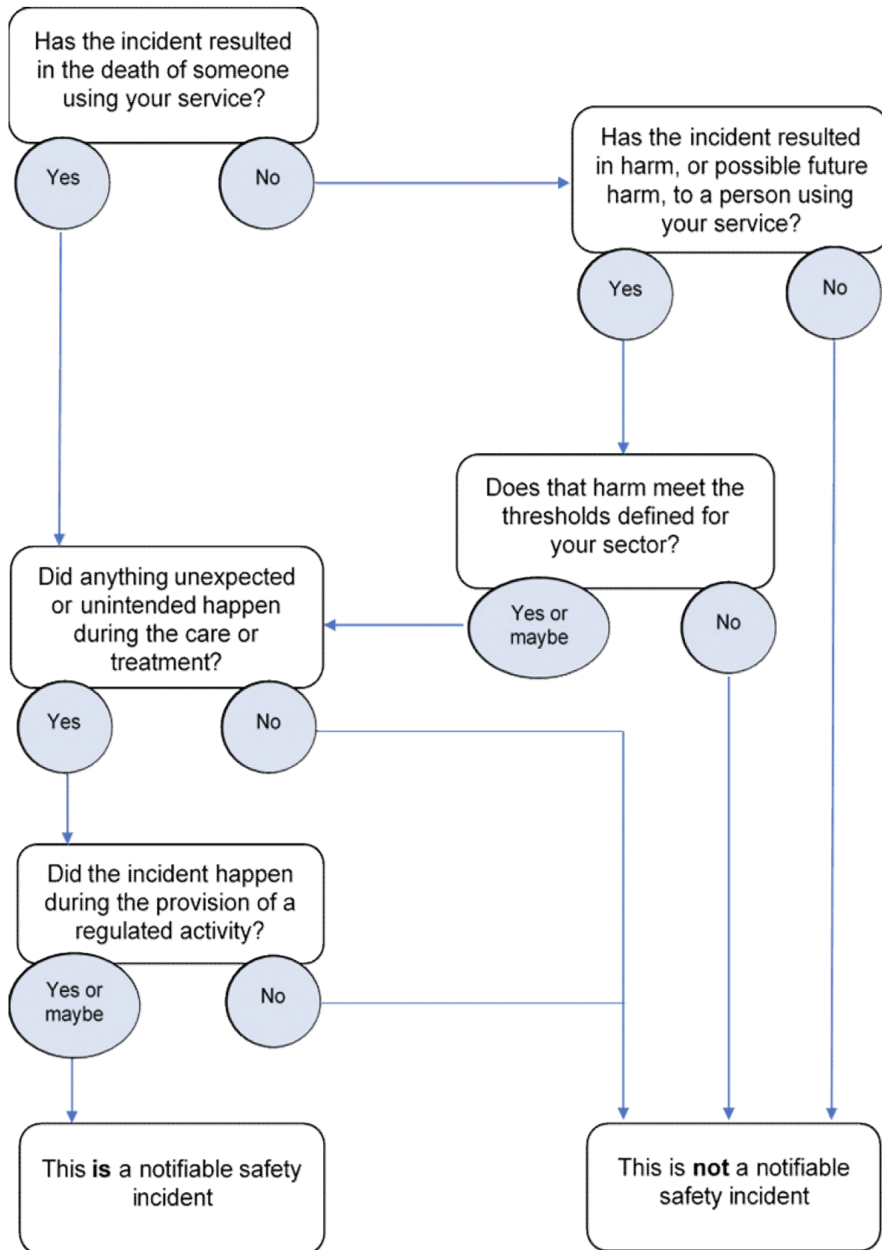 Has the incident resulted
in the death of someone
using your service?
Yes
No
Has the incident resulted
in harm, or possible future
harm, to a person using
your service?
Yes
No
Does that harm meet the
thresholds defined for
your sector?
Yes or
maybe
No
Did anything unexpected
or unintended happen
during the care or
treatment?
Yes
No
Did the incident happen
during the provision of a
regulated activity?
Yes or
maybe
No
This is a notifiable safety
incident
This is not a notifiable
safety incident